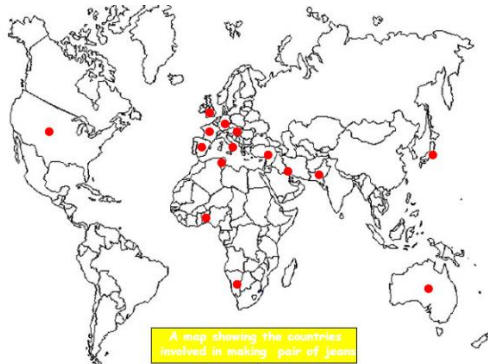 A map showing the countries
involved in making pair of jeans